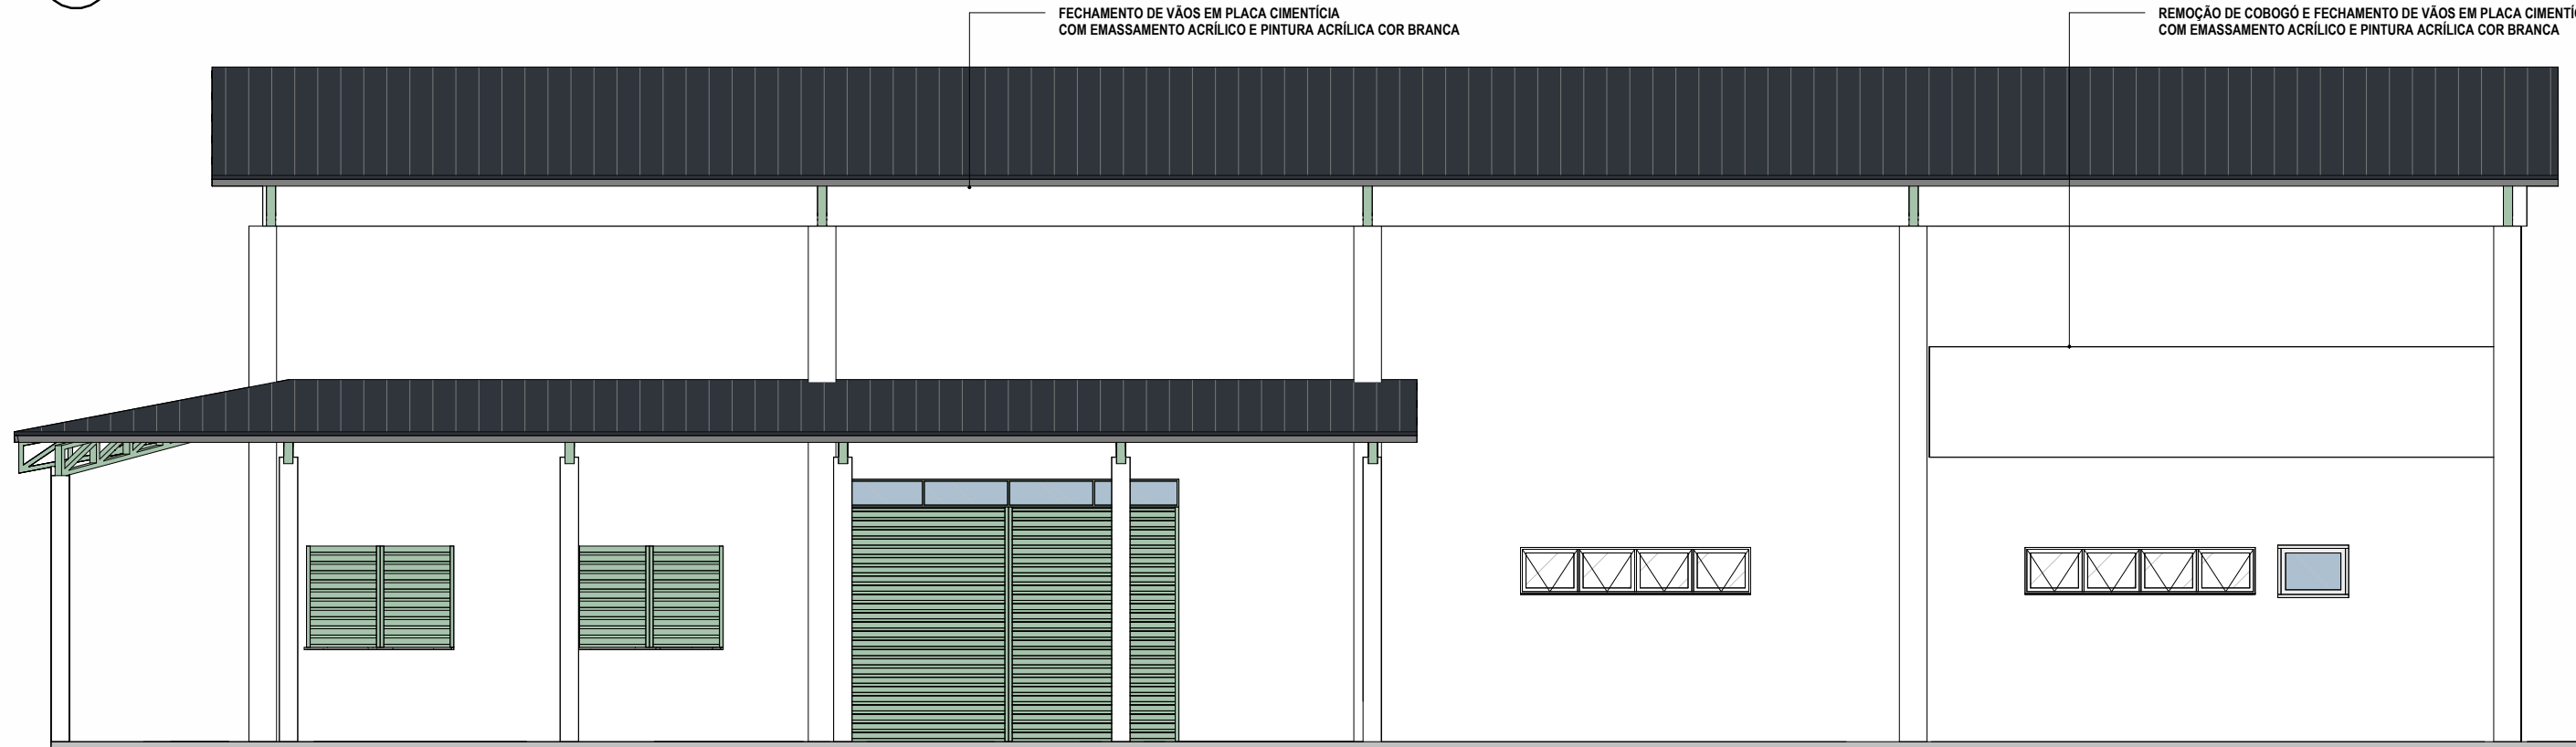 FECHAMENTO DE VÃOS EM PLACA CIMENTÍCIA
COM EMASSAMENTO ACRÍLICO E PINTURA ACRÍLICA COR BRANCA
REMOÇÃO DE COBOGÓ E FECHAMENTO DE VÃOS EM PLACA
COM EMASSAMENTO ACRÍLICO E PINTURA ACRÍLICA COR BRANCA